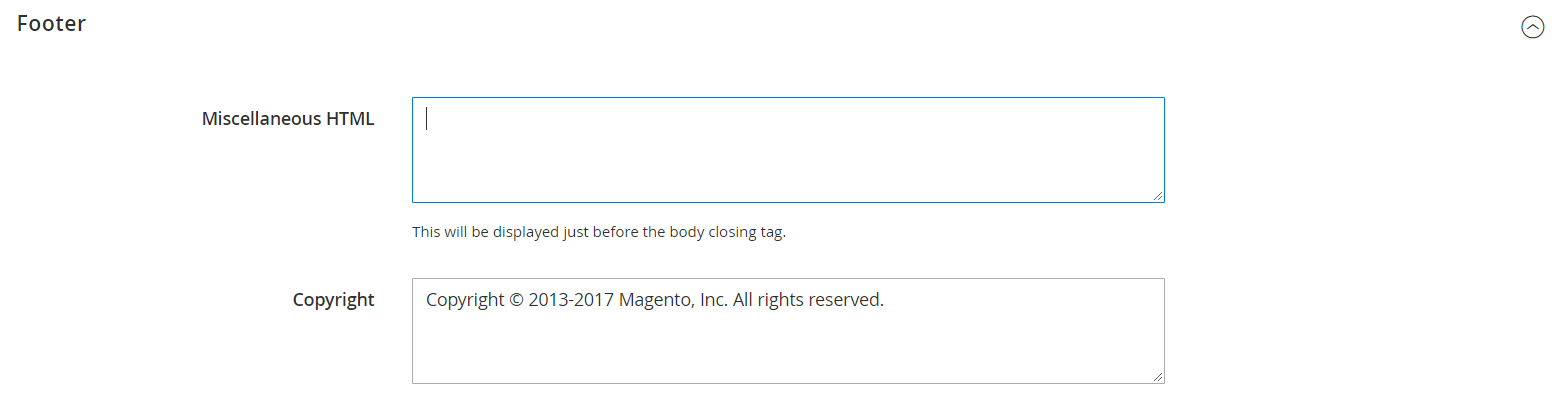 Footer
Miscellaneous HTML
This will be displayed just before the body closing tag.
Copyright
Copyright © 2013-2017 Magento, Inc. All rights reserved.